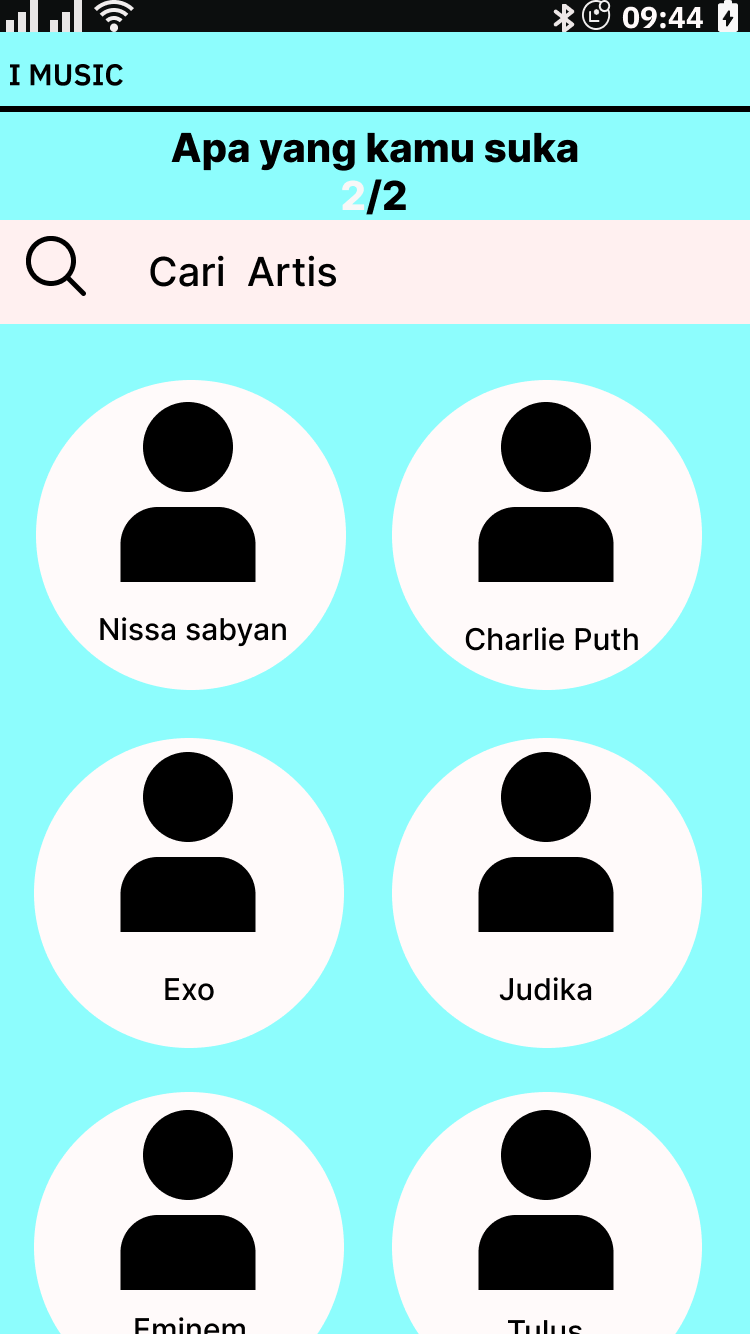 09:44
I MUSIC
Apa yang kamu suka
2/2
Cari Artis
Nissa sabyan
Charlie Puth
Exo
Judika
Eminem
Tulus